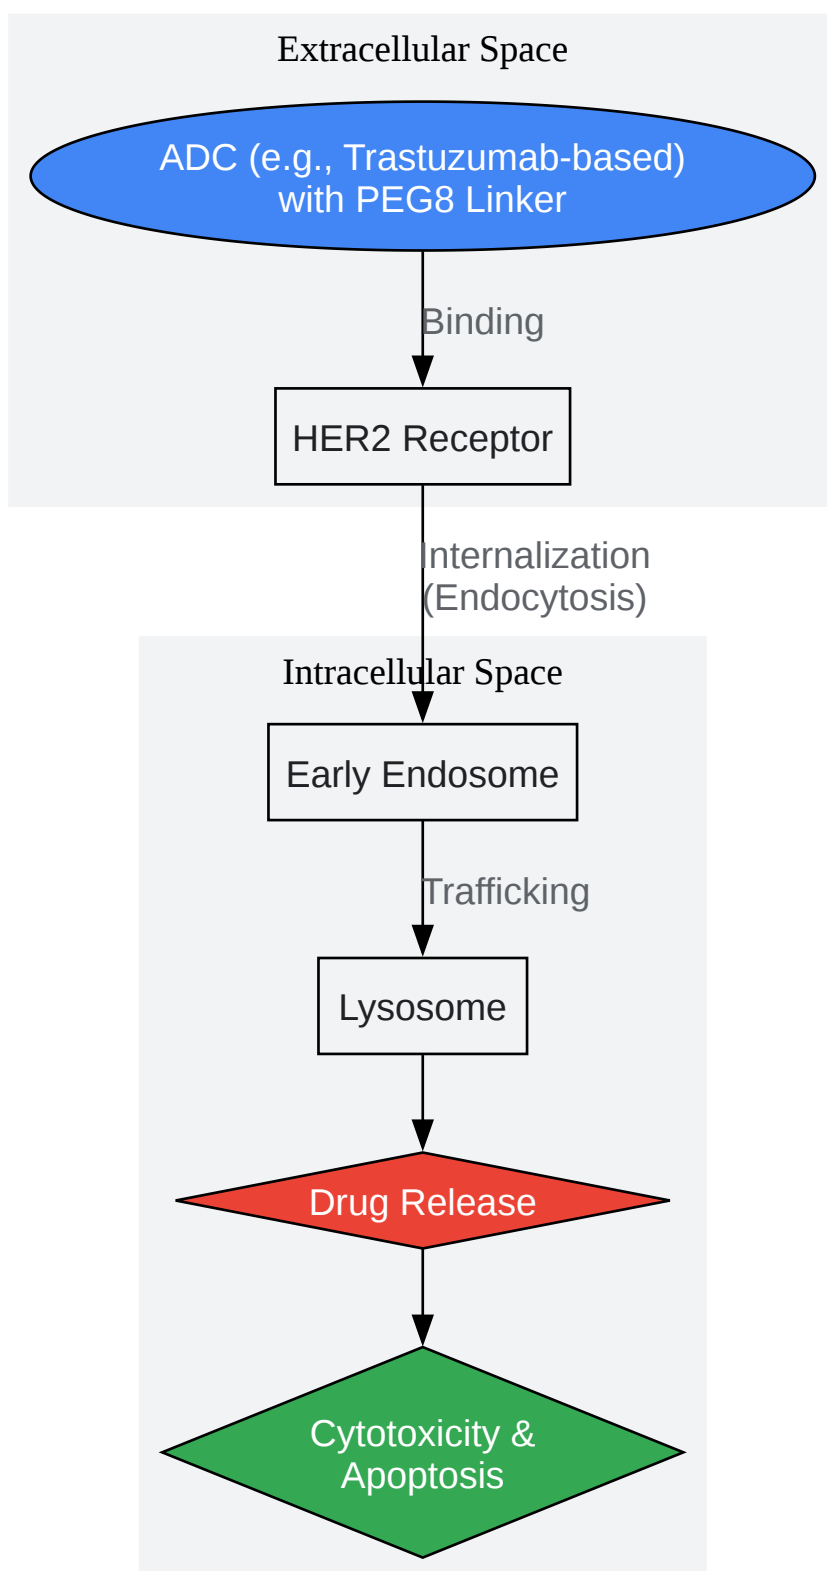 Extracellular Space
ADC (e.g., Trastuzumab-based)
with PEG8 Linker
Binding
HER2 Receptor
Internalization
(Endocytosis)
Intracellular Space
Early Endosome
Trafficking
Lysosome
Drug Release
Cytotoxicity &
Apoptosis